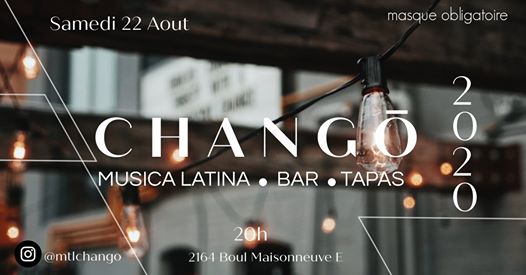 Samedi 22 Aout
masque obligatoire
CHANGŌ
2020
MUSICA LATINA • BAR • TAPAS
20h
@mtlchango
2164 Boul Maisonneuve E